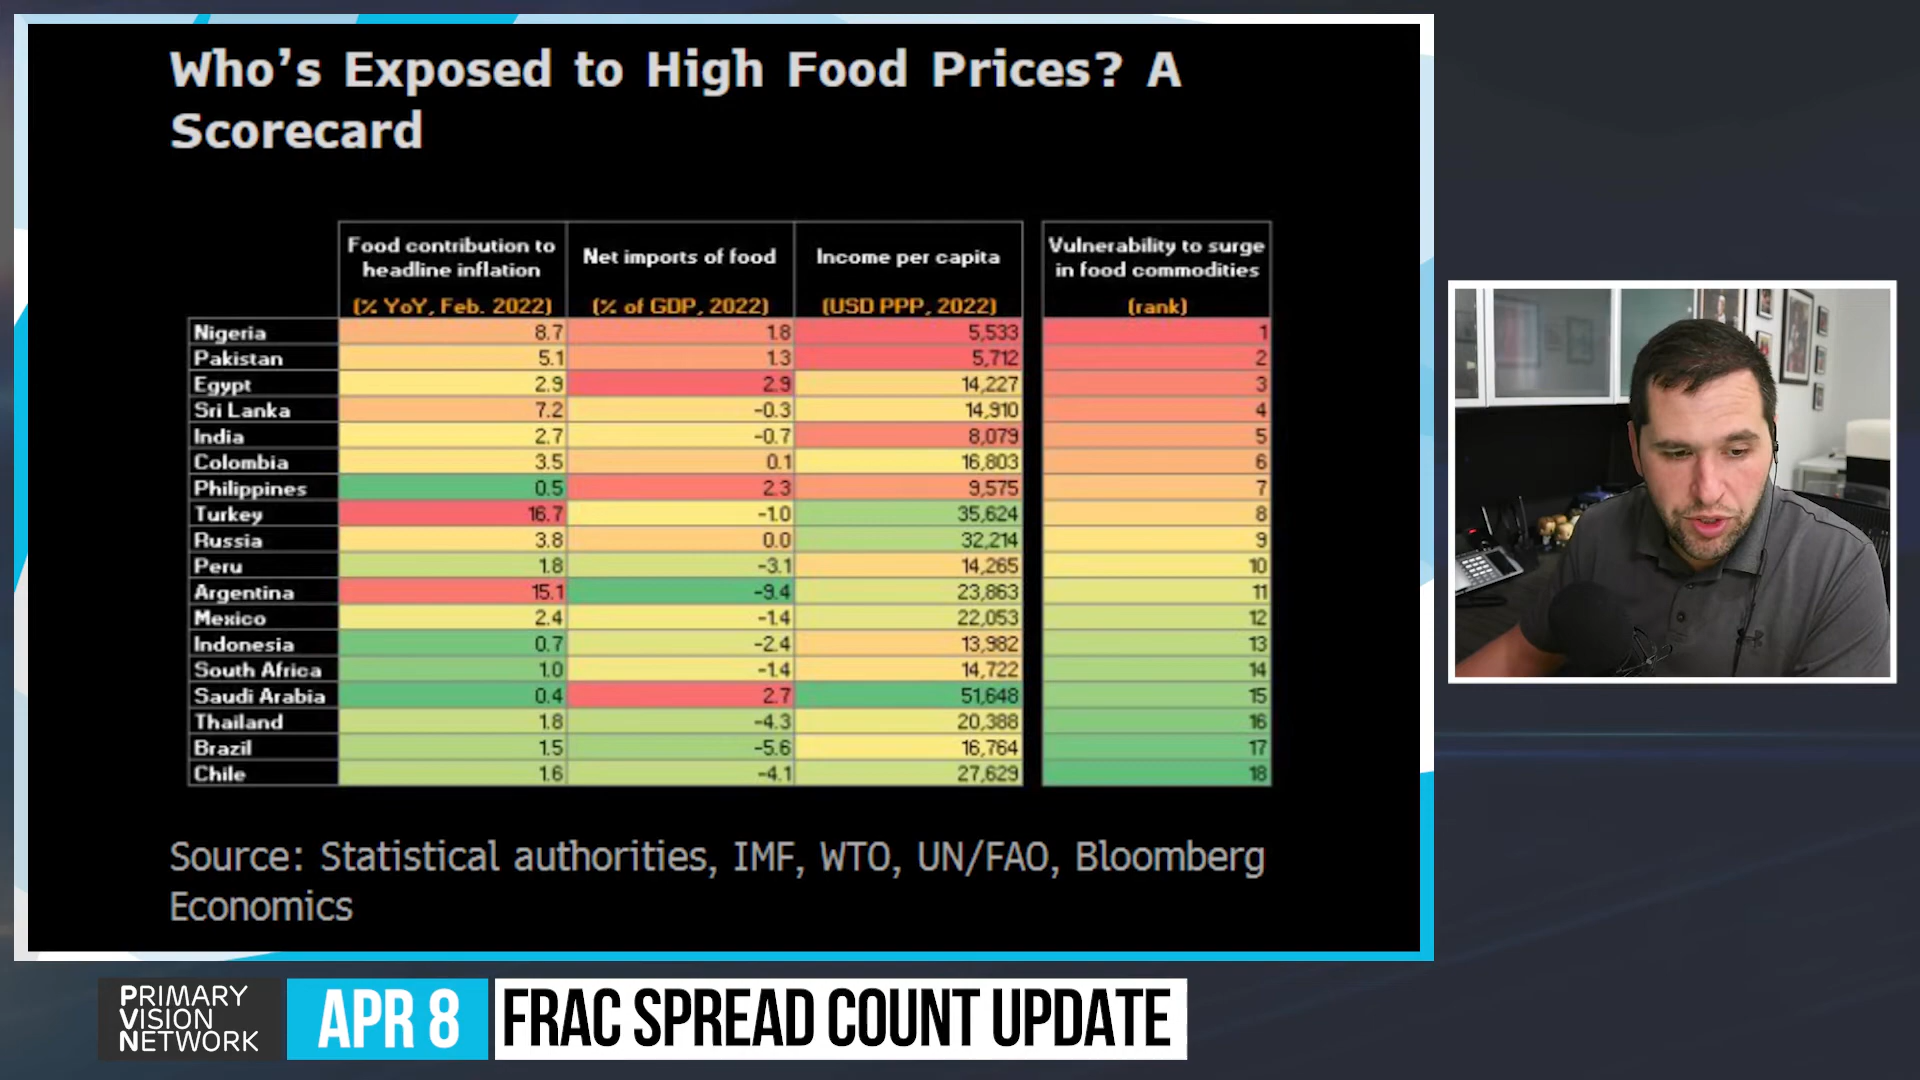 Who's Exposed to High Food Prices? A
Scorecard
Food contribution to headline inflation (% YoY, Feb. 2022) Net imports of food (% of GDP, 2022) Income per capita (USD PPP, 2022) Vulnerability to surge in food commodities (rank)
Nigeria 8.7 1.8 5,533 1
Pakistan 5.1 1.3 5,712 2
Egypt 2.9 2.9 14,227 3
Sri Lanka 7.2 -0.3 14,910 4
India 2.7 -0.7 8,079 5
Colombia 3.5 0.1 16,803 6
Philippines 0.5 2.3 9,575 7
Turkey 16.7 -1.0 35,624 8
Russia 3.8 0.0 32,214 9
Peru 1.8 -3.1 14,265 10
Argentina 15.1 -9.4 23,863 11
Mexico 2.4 -1.4 22,053 12
Indonesia 0.7 -2.4 13,982 13
South Africa 1.0 -1.4 14,722 14
Saudi Arabia 0.4 2.7 51,648 15
Thailand 1.8 -4.3 20,388 16
Brazil 1.5 -5.6 16,764 17
Chile 1.6 -4.1 27,629 18
Source: Statistical authorities, IMF, WTO, UN/FAO, Bloomberg
Economics
PRIMARY
VISION
NETWORK
APR 8
FRAC SPREAD COUNT UPDATE